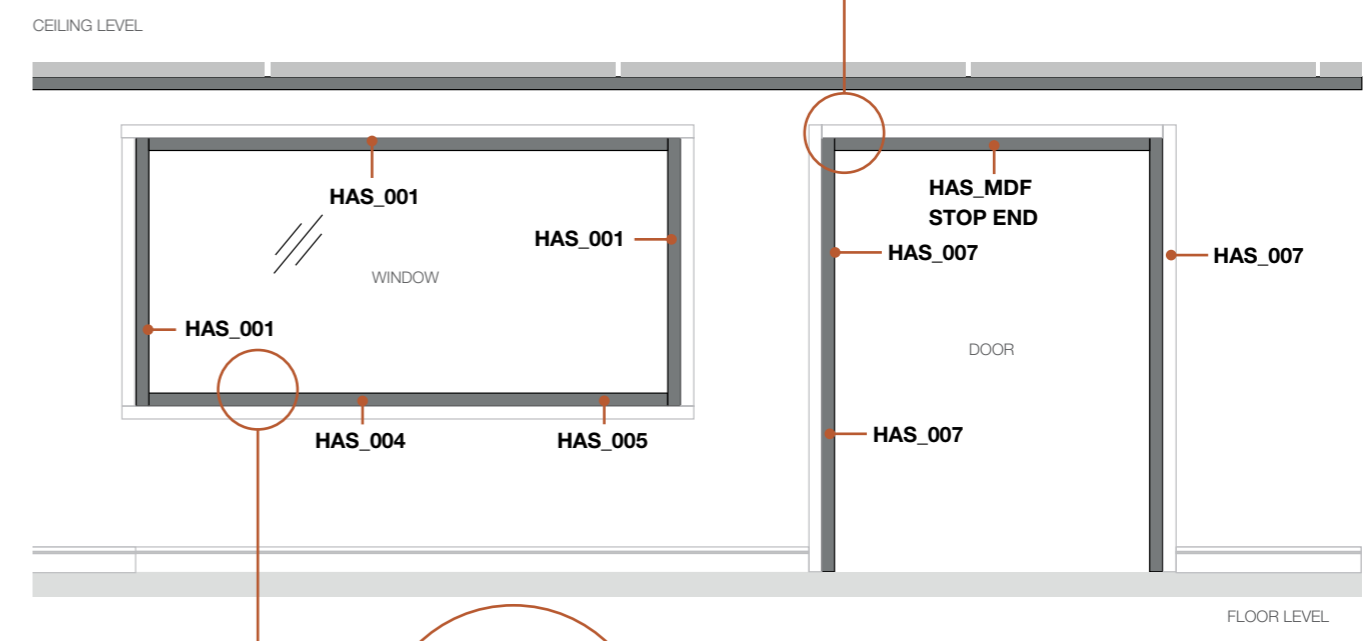 CEILING LEVEL
HAS_001
HAS_MDF
STOP END
HAS_001
HAS_007
HAS_007
WINDOW
HAS_001
DOOR
HAS_004
HAS_005
HAS_007
FLOOR LEVEL